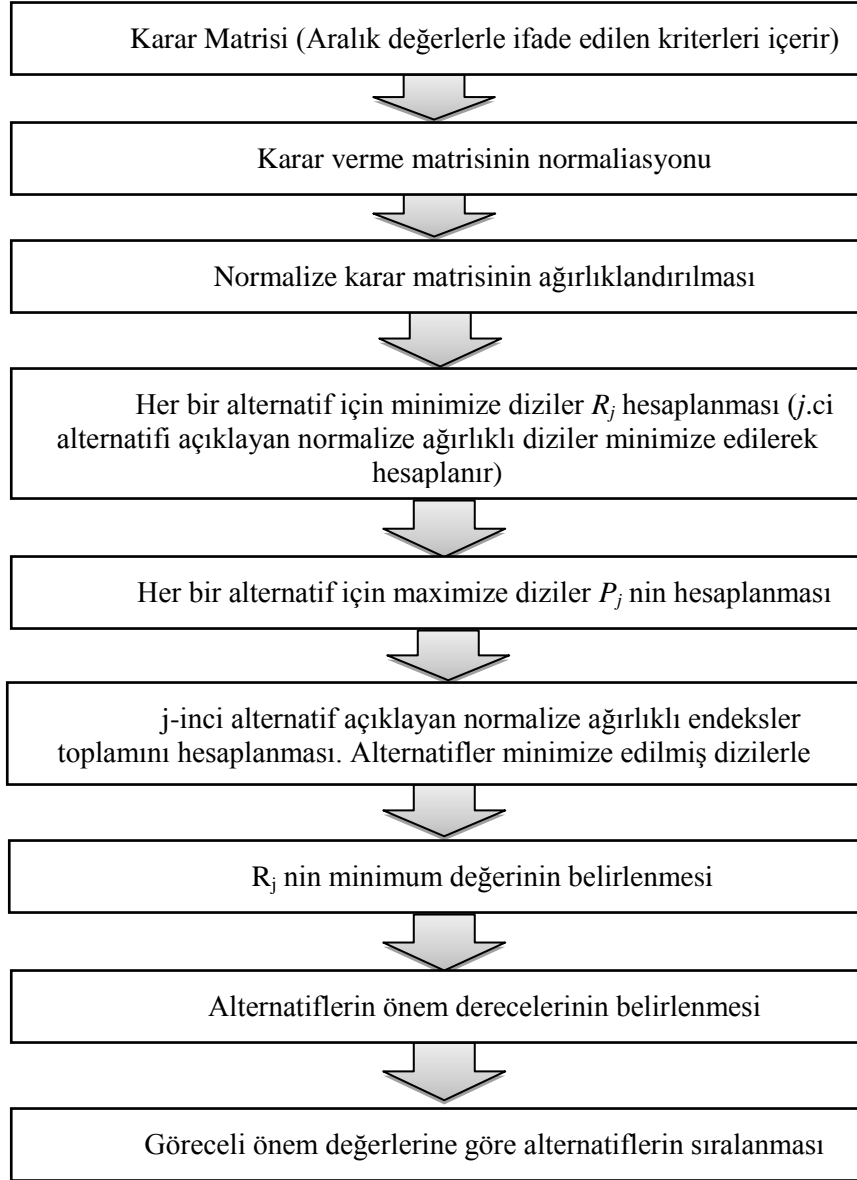 Karar Matrisi (Aralık değerlerle ifade edilen kriterleri içerir)
Karar verme matrisinin normaliasyonu
Normalize karar matrisinin ağırlıklandırılması
Her bir alternatif için minimize diziler Rj hesaplanması (j.ci
alternatifi açıklayan normalize ağırlıklı diziler minimize edilerek
hesaplanır)
Her bir alternatif için maximize diziler Pj nin hesaplanması
j-inci alternatif açıklayan normalize ağırlıklı endeksler
toplamını hesaplanması. Alternatifler minimize edilmiş dizilerle
Rj nin minimum değerinin belirlenmesi
Alternatiflerin önem derecelerinin belirlenmesi
Göreceli önem değerlerine göre alternatiflerin sıralanması